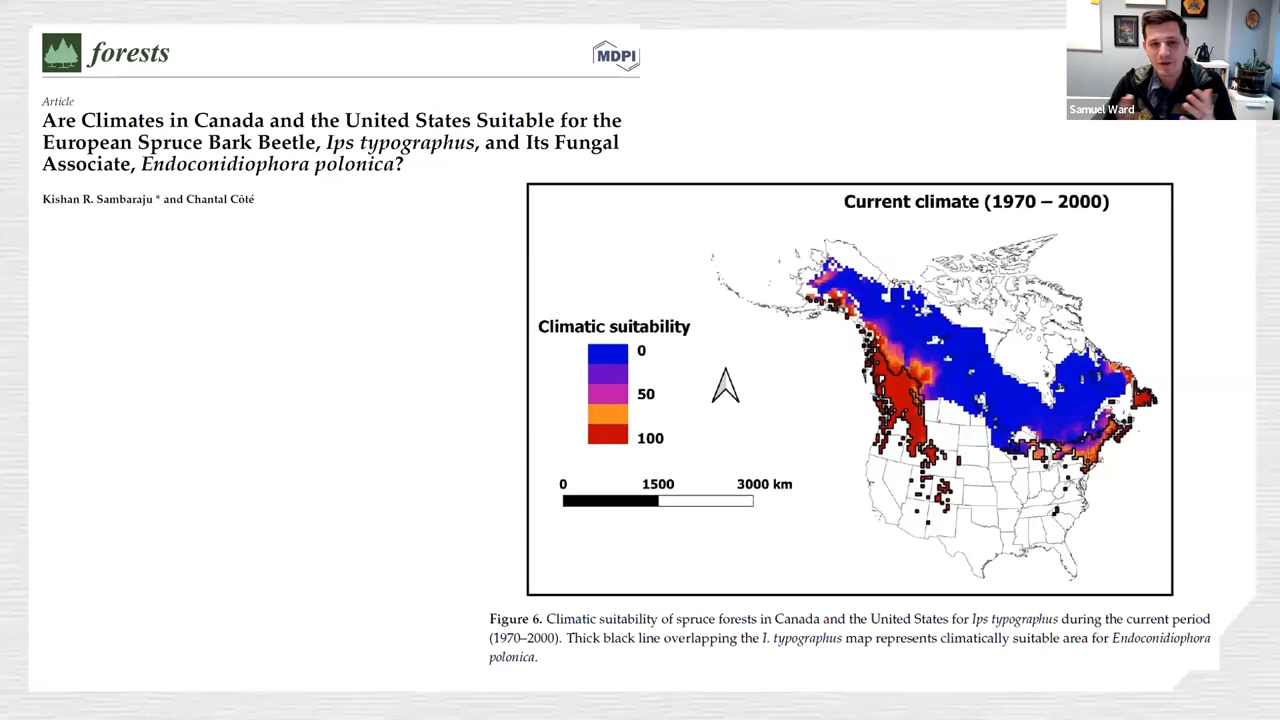 forests
MDPI
Samuel Ward
Article
Are Climates in Canada and the United States Suitable for the
European Spruce Bark Beetle, Ips typographus, and Its Fungal
Associate, Endoconidiophora polonica?
Kishan R. Sambaraju * and Chantal Côté
Current climate (1970 – 2000)
Climatic suitability
0
50
100
0 1500 3000 km
Figure 6. Climatic suitability of spruce forests in Canada and the United States for Ips typographus during the current period
(1970–2000). Thick black line overlapping the I. typographus map represents climatically suitable area for Endoconidiophora
polonica.